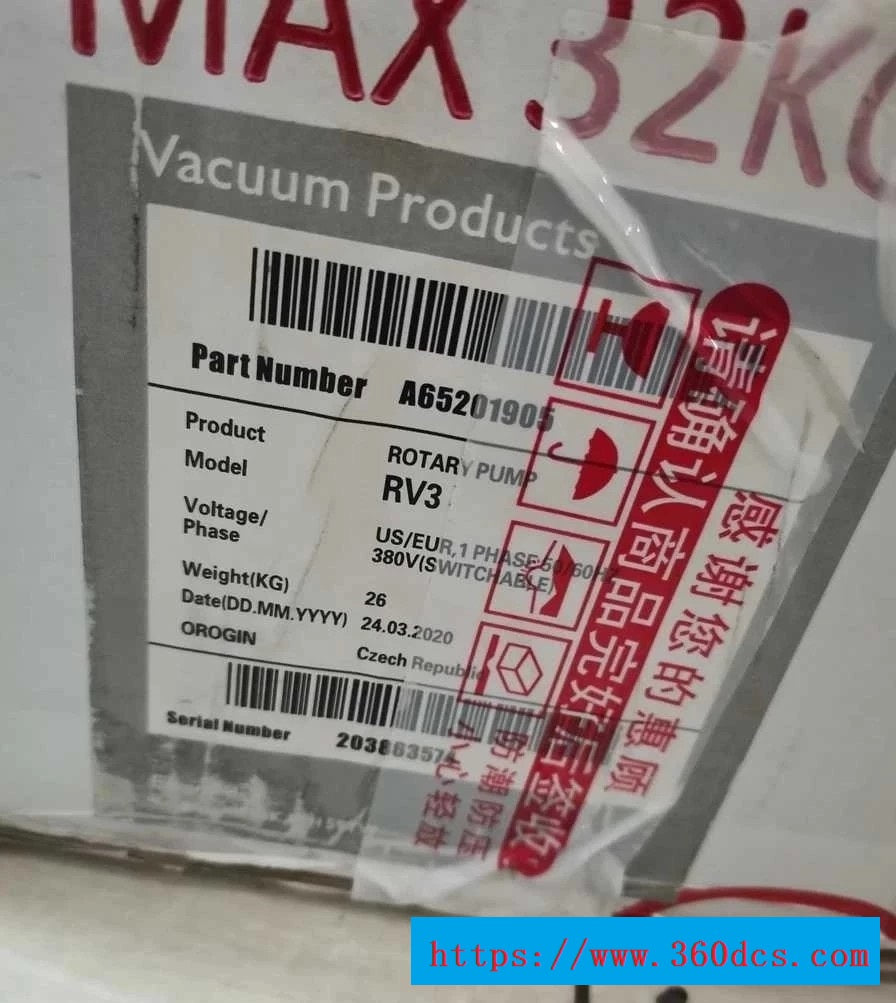 MAX 32KG
Vacuum Products
Part Number A65201905
Product ROTARY PUMP
Model RV3
Voltage/ US/EUR,1 PHASE 50/60HZ
Phase 380V(SWITCHABLE)
Weight(KG) 26
Date(DD.MM.YYYY) 24.03.2020
OROGIN Czech Republic
Serial Number 203863574
请确认商品完好再签收
感谢您的惠顾
防潮防压
小心轻放
https://www.360dcs.com